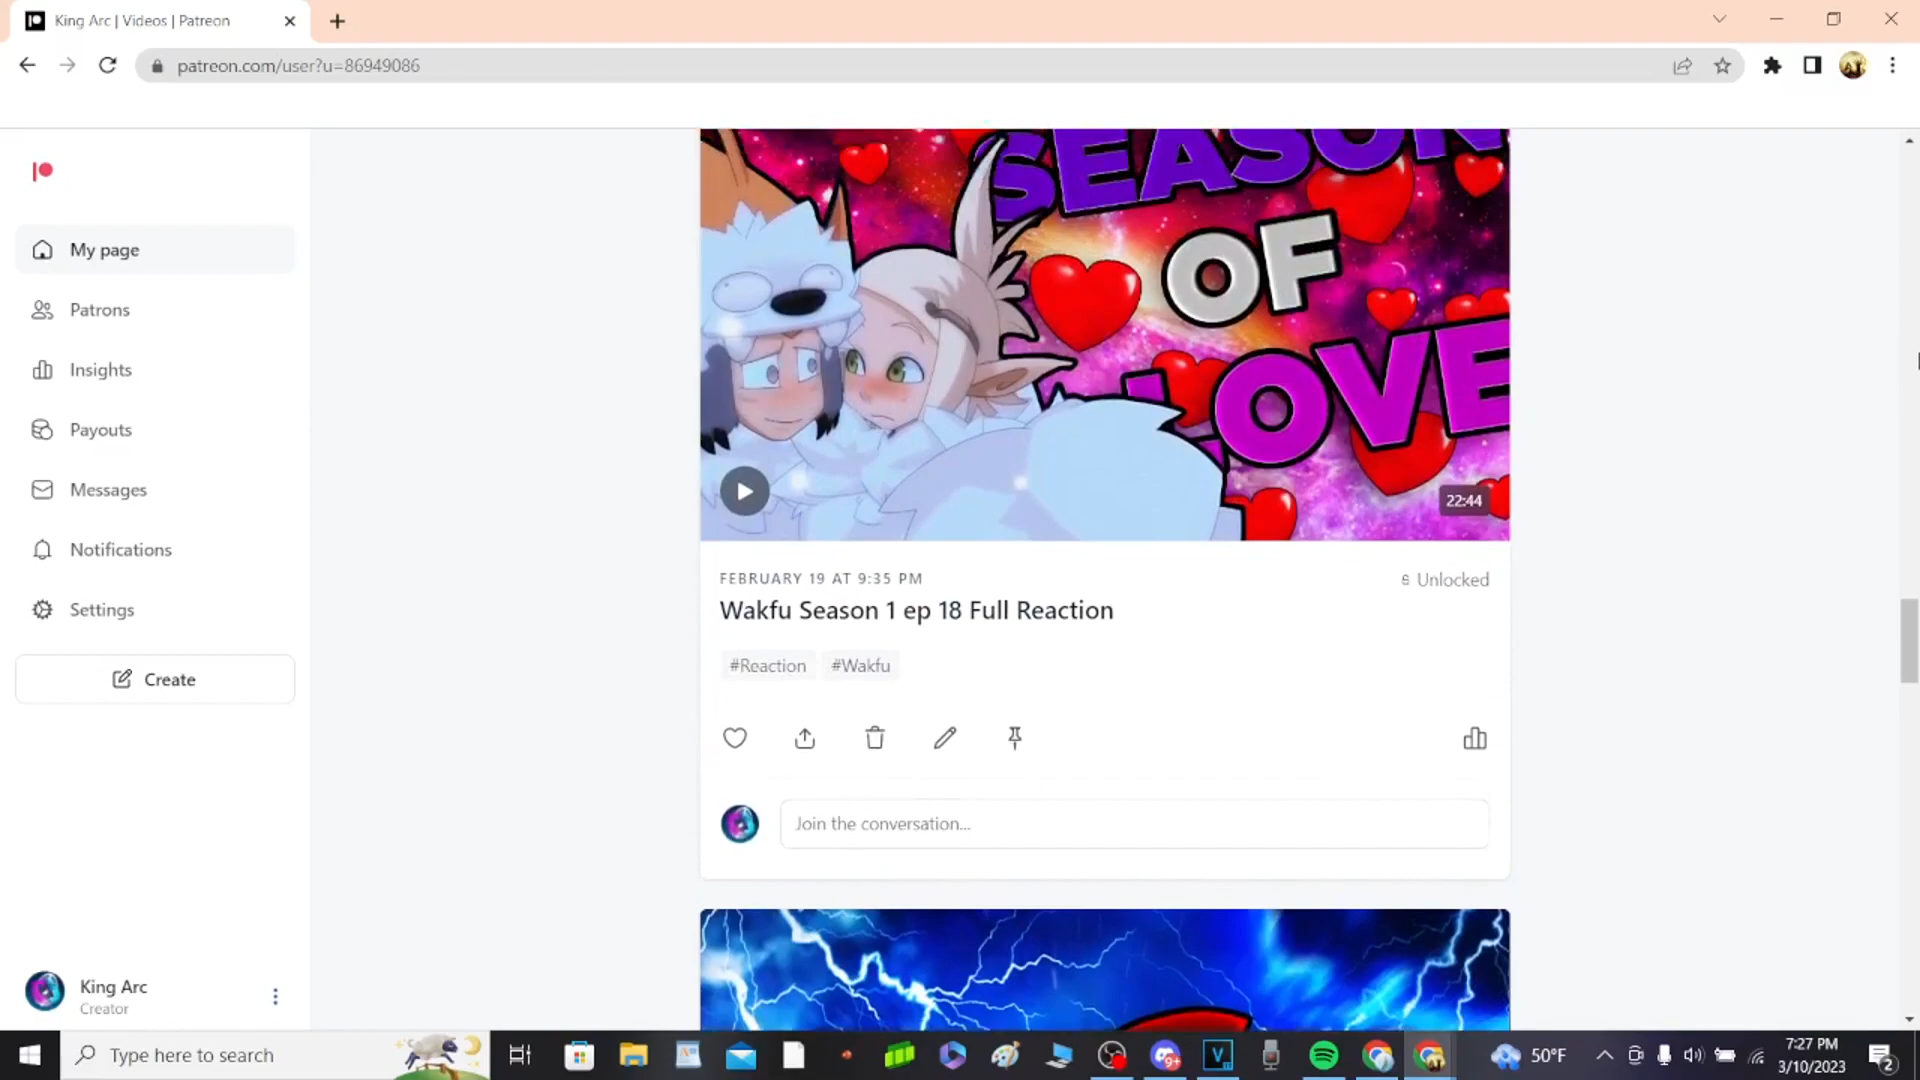 King Arc | Videos | Patreon
patreon.com/user?u=86949086
My page
Patrons
Insights
Payouts
Messages
Notifications
Settings
Create
King Arc
Creator
SEASON
OF
LOVE
22:44
FEBRUARY 19 AT 9:35 PM
Unlocked
Wakfu Season 1 ep 18 Full Reaction
#Reaction #Wakfu
Join the conversation...
Type here to search
9+
V
50°F
7:27 PM
3/10/2023
2